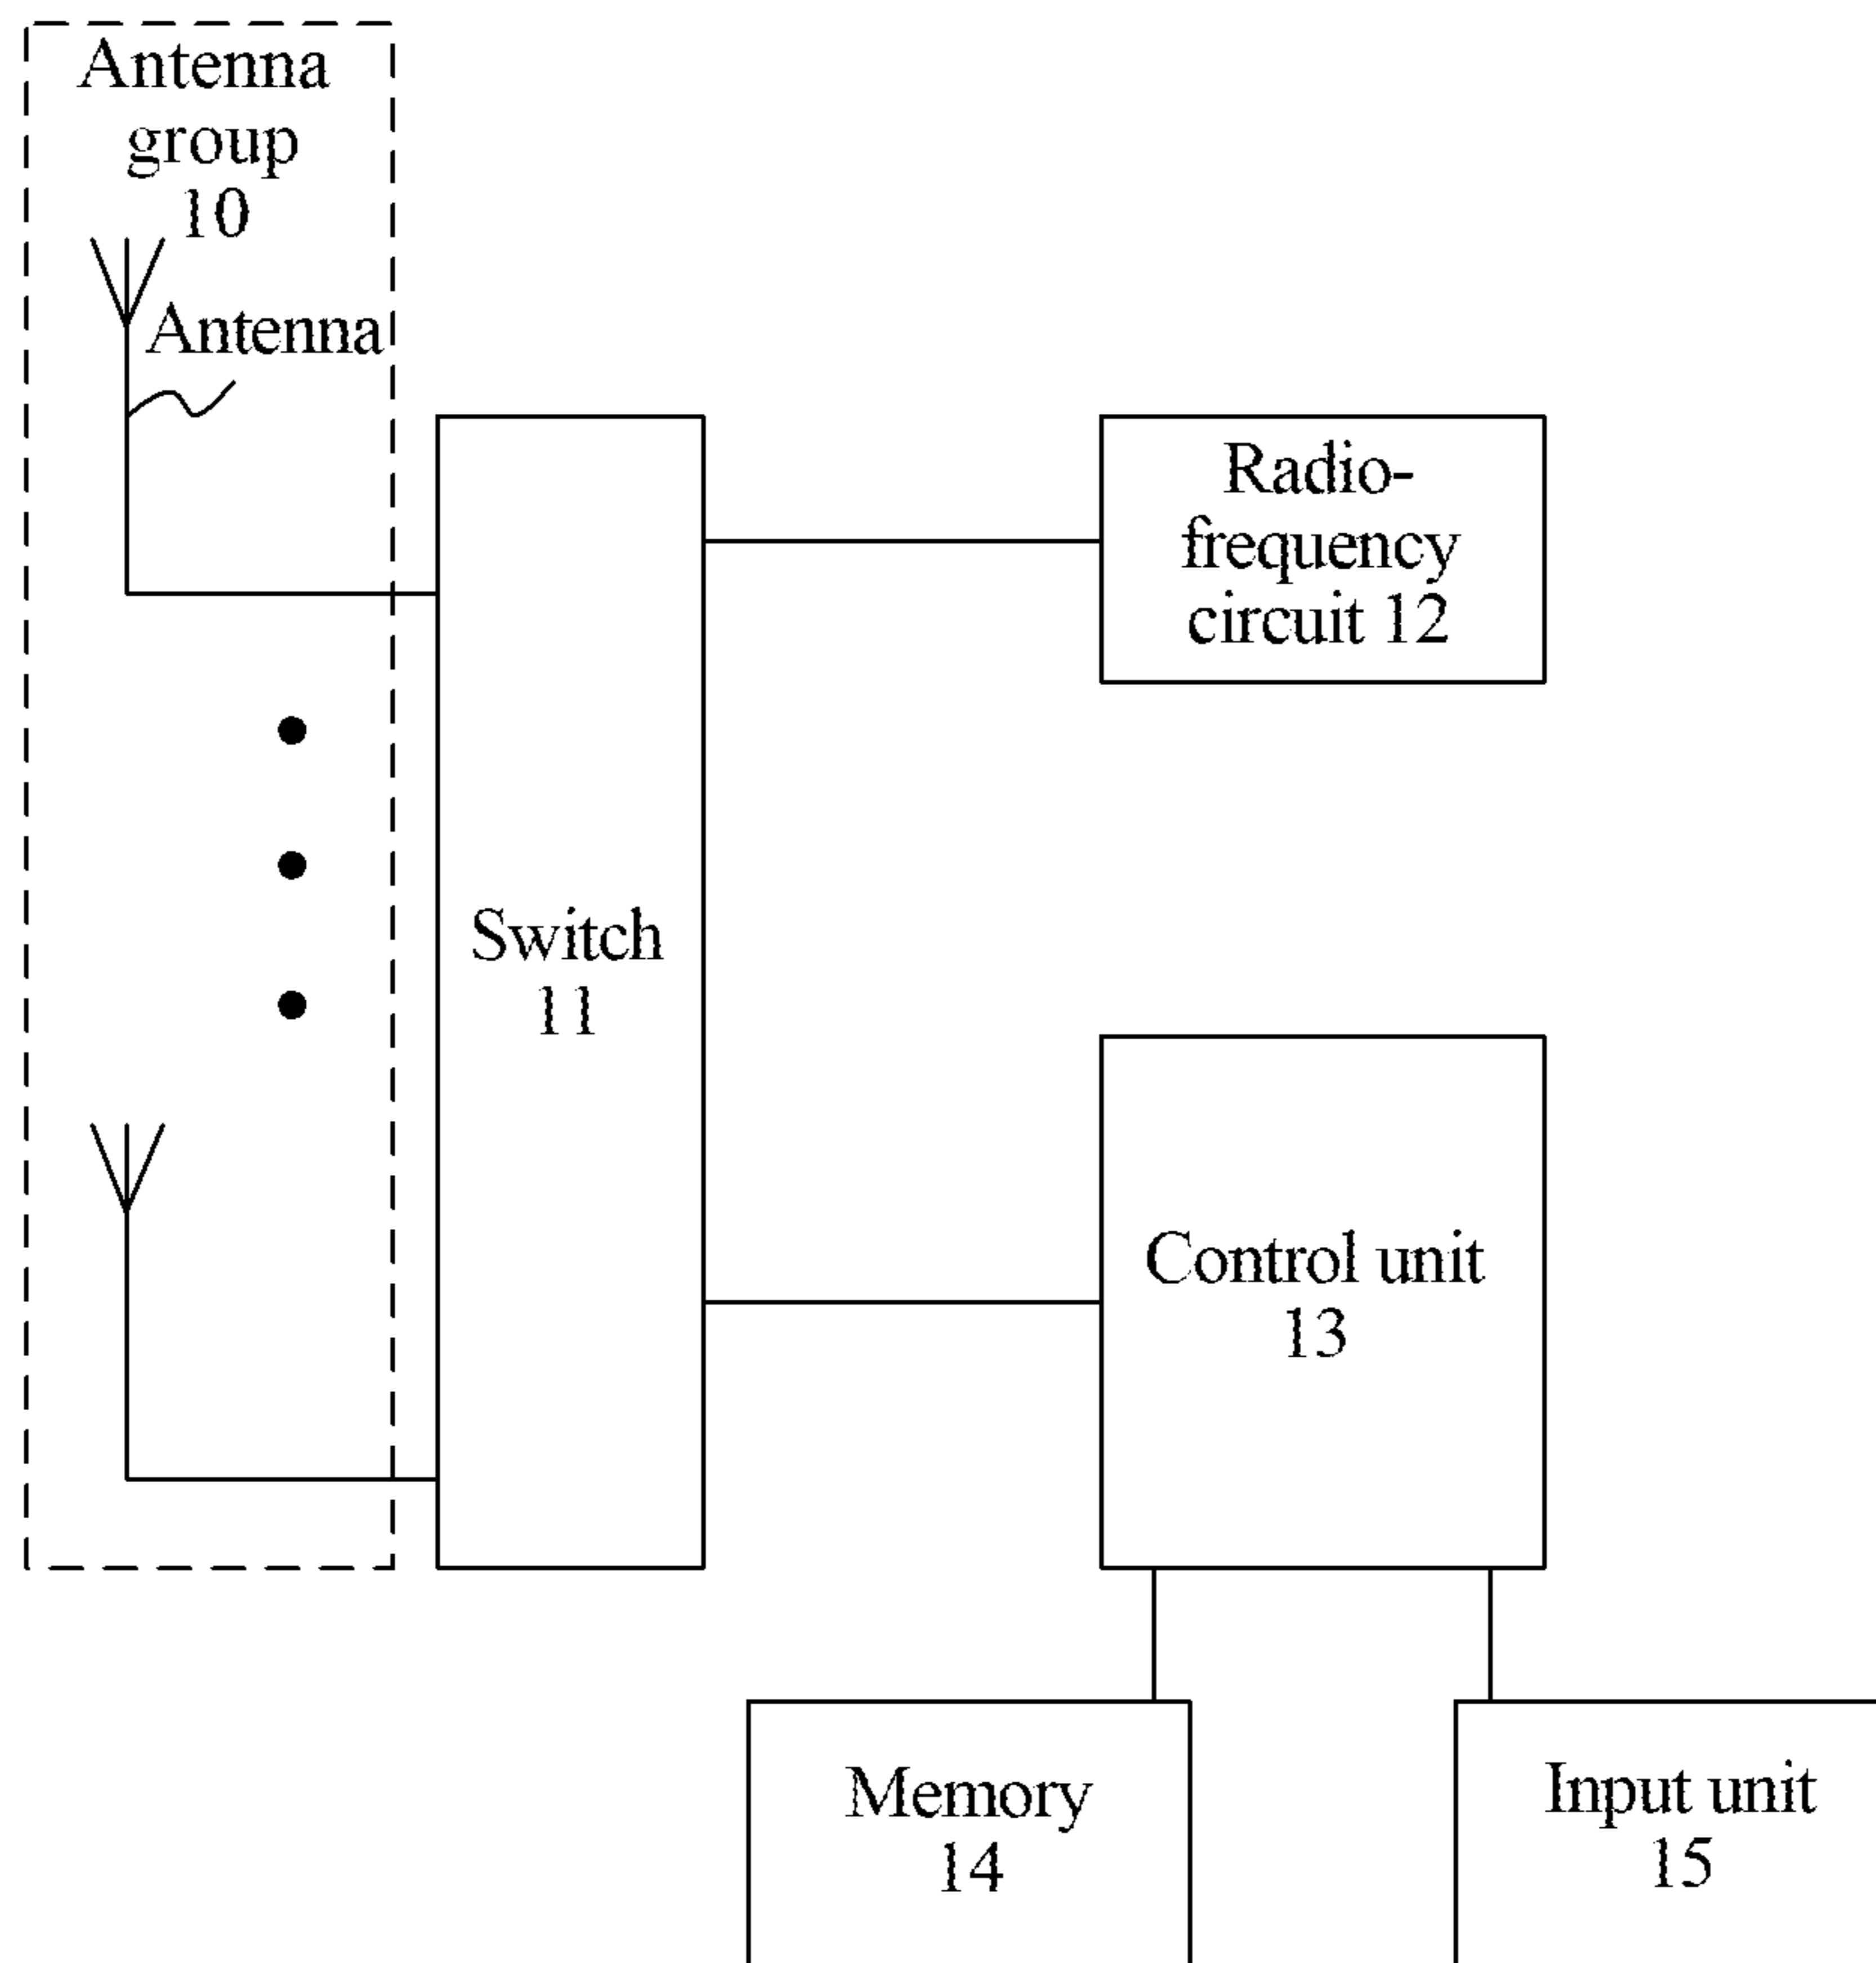 Antenna
group
10
Antenna
Radio-
frequency
circuit 12
Switch
11
Control unit
13
Memory
14
Input unit
15